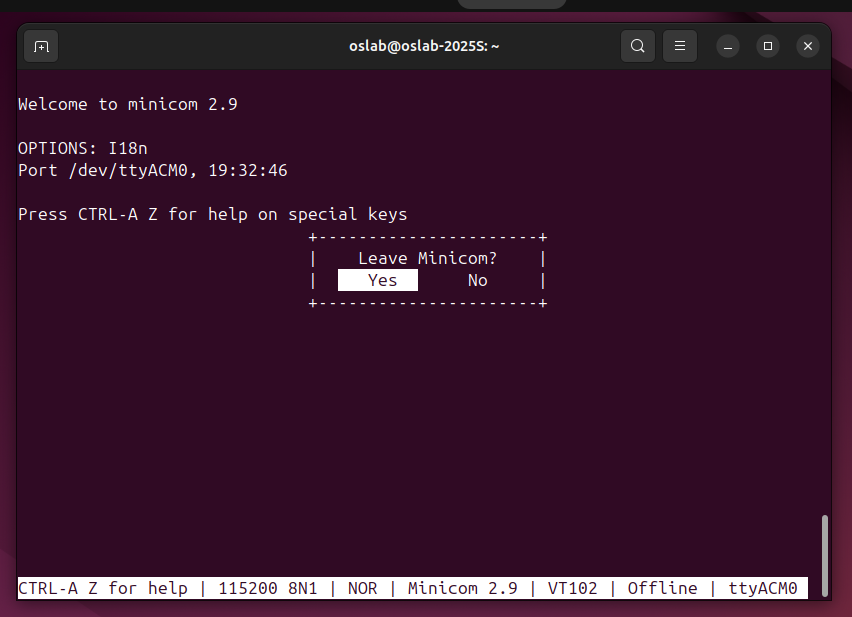 oslab@oslab-2025S: ~
Welcome to minicom 2.9
OPTIONS: I18n
Port /dev/ttyACM0, 19:32:46
Press CTRL-A Z for help on special keys
+----------------------+
|    Leave Minicom?    |
|     Yes       No     |
+----------------------+
CTRL-A Z for help | 115200 8N1 | NOR | Minicom 2.9 | VT102 | Offline | ttyACM0